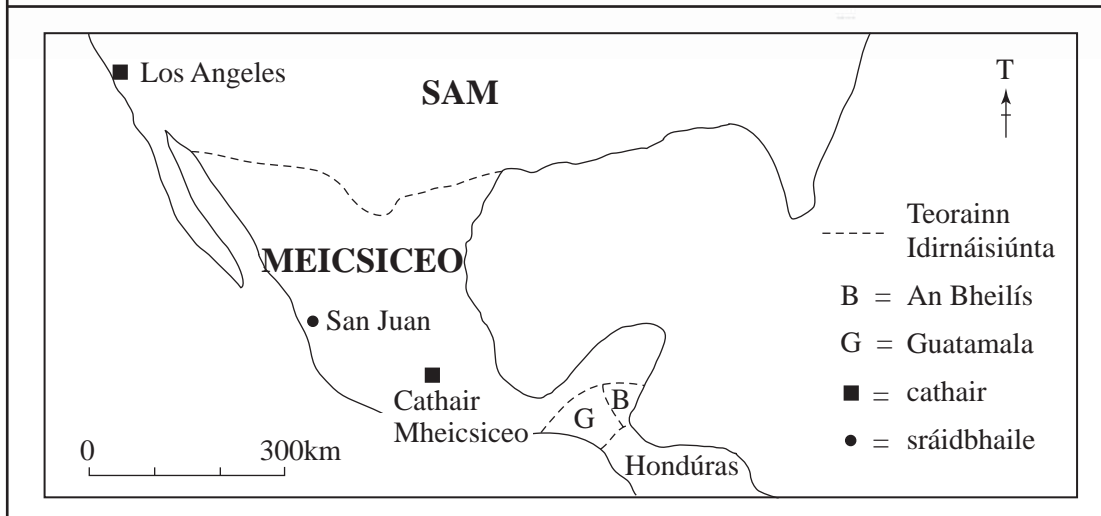 Los Angeles
SAM
T
MEICSICEO
San Juan
Cathair
Mheicsiceo
G
B
Hondúras
0 300km
Teorainn
Idirnáisiúnta
B = An Bheilís
G = Guatamala
= cathair
= sráidbhaile